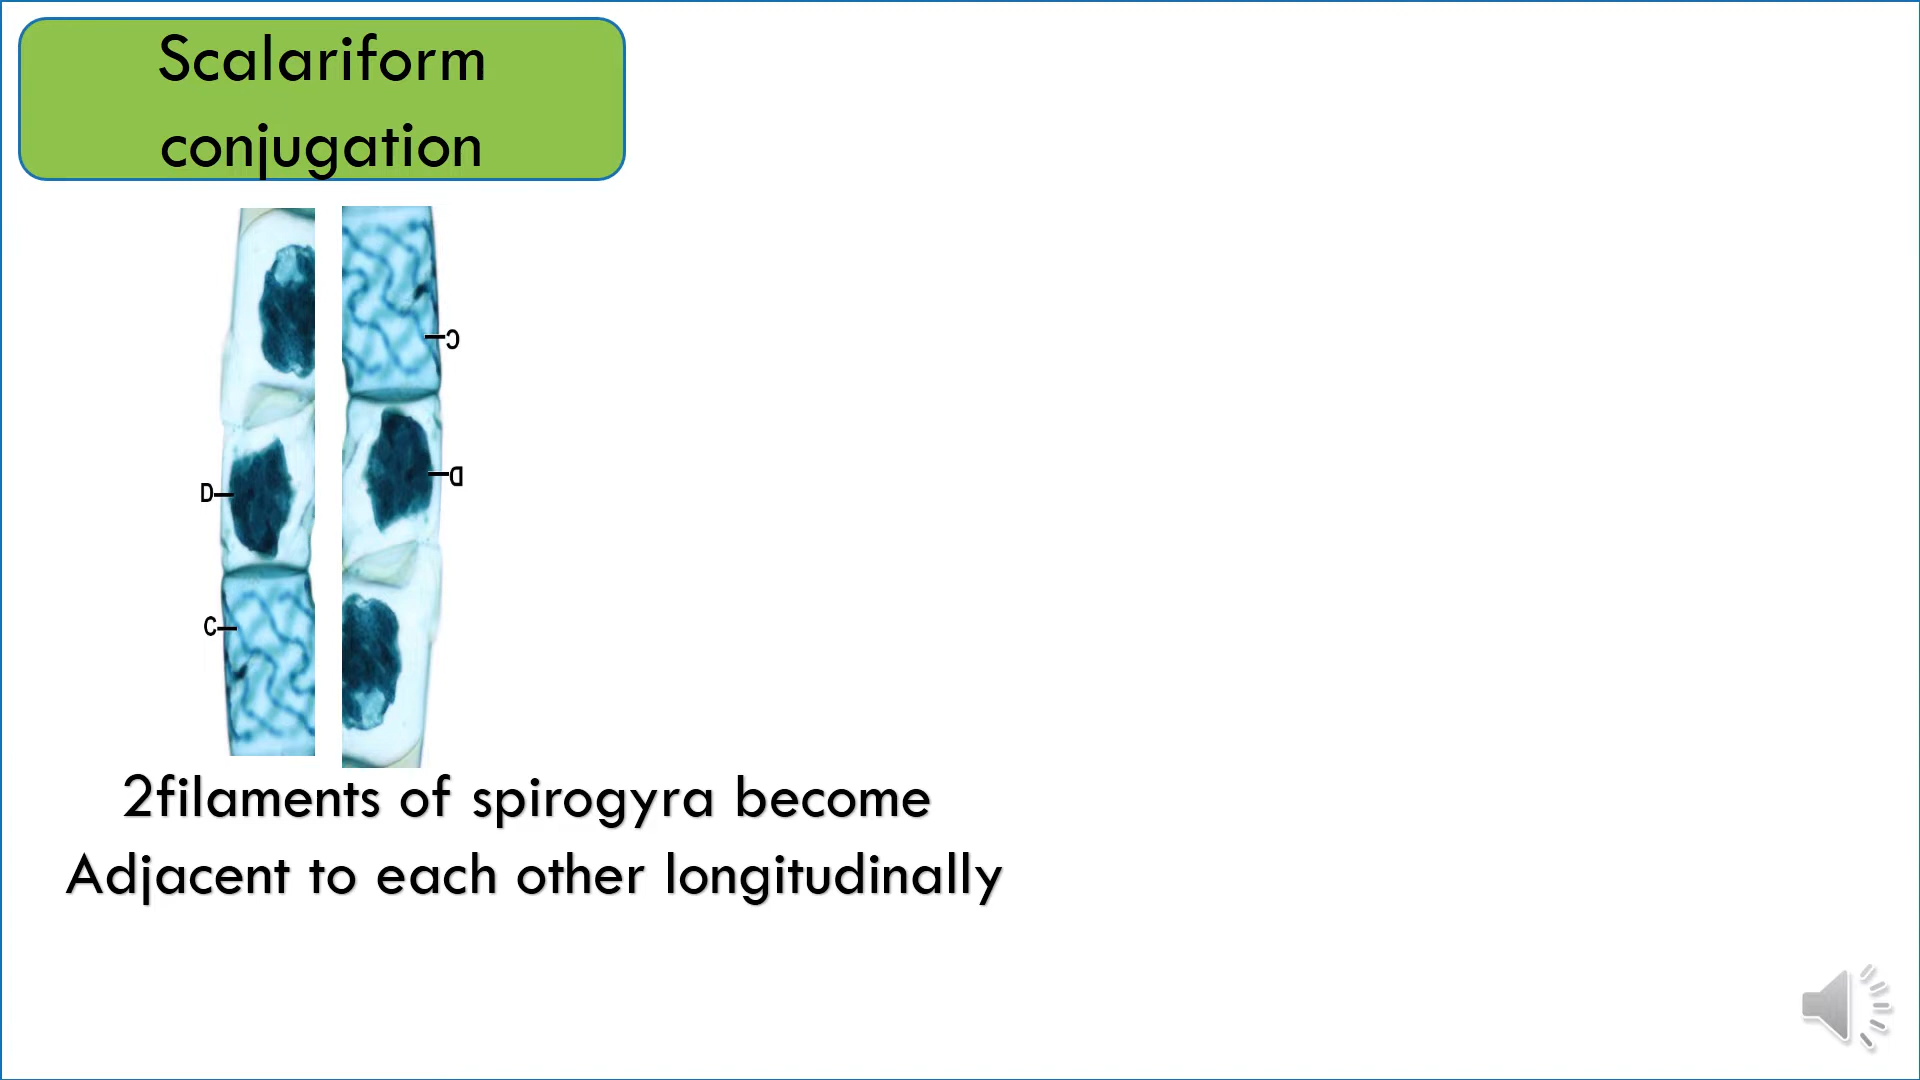 Scalariform
conjugation
C
D
D
C
2filaments of spirogyra become
Adjacent to each other longitudinally